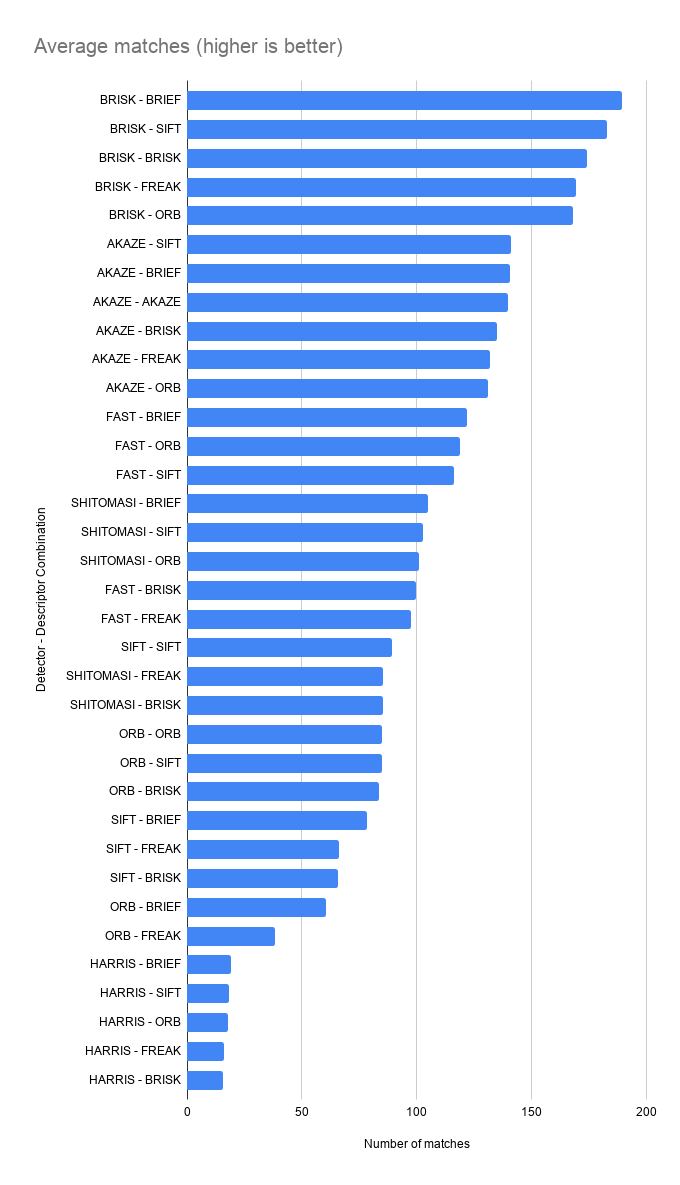 Average matches (higher is better)
Detector - Descriptor Combination
BRISK - BRIEF
BRISK - SIFT
BRISK - BRISK
BRISK - FREAK
BRISK - ORB
AKAZE - SIFT
AKAZE - BRIEF
AKAZE - AKAZE
AKAZE - BRISK
AKAZE - FREAK
AKAZE - ORB
FAST - BRIEF
FAST - ORB
FAST - SIFT
SHITOMASI - BRIEF
SHITOMASI - SIFT
SHITOMASI - ORB
FAST - BRISK
FAST - FREAK
SIFT - SIFT
SHITOMASI - FREAK
SHITOMASI - BRISK
ORB - ORB
ORB - SIFT
ORB - BRISK
SIFT - BRIEF
SIFT - FREAK
SIFT - BRISK
ORB - BRIEF
ORB - FREAK
HARRIS - BRIEF
HARRIS - SIFT
HARRIS - ORB
HARRIS - FREAK
HARRIS - BRISK
0 50 100 150 200
Number of matches